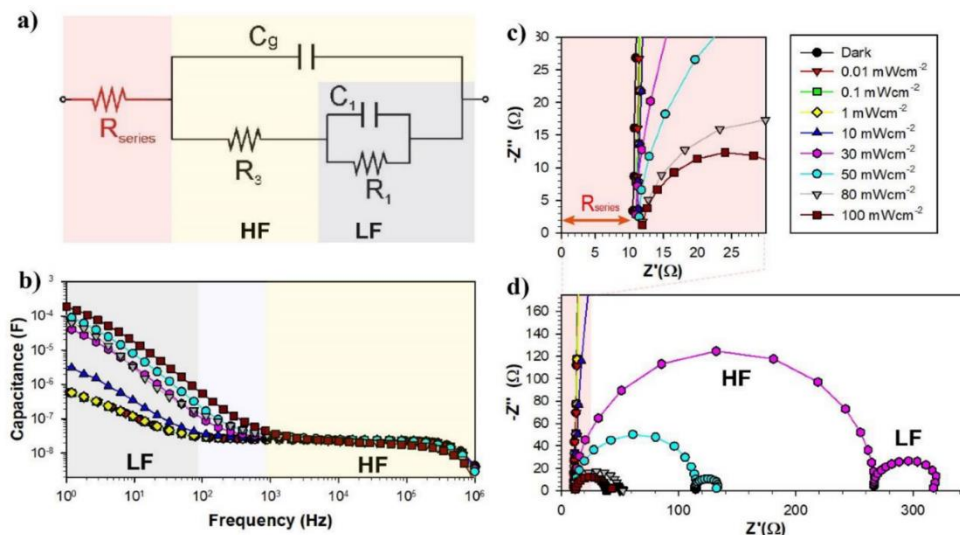 a)
Cg
C1
Rseries
R3
R1
HF
LF
b)
Capacitance (F)
10-3
10-4
10-5
10-6
10-7
10-8
LF
HF
100
101
102
103
104
105
106
Frequency (Hz)
c)
-Z'' (Ω)
30
25
20
15
10
5
0
Rseries
0
5
10
15
20
25
Z'(Ω)
Dark
0.01 mWcm-2
0.1 mWcm-2
1 mWcm-2
10 mWcm-2
30 mWcm-2
50 mWcm-2
80 mWcm-2
100 mWcm-2
d)
-Z'' (Ω)
160
140
120
100
80
60
40
20
0
HF
LF
0
100
200
300
Z'(Ω)